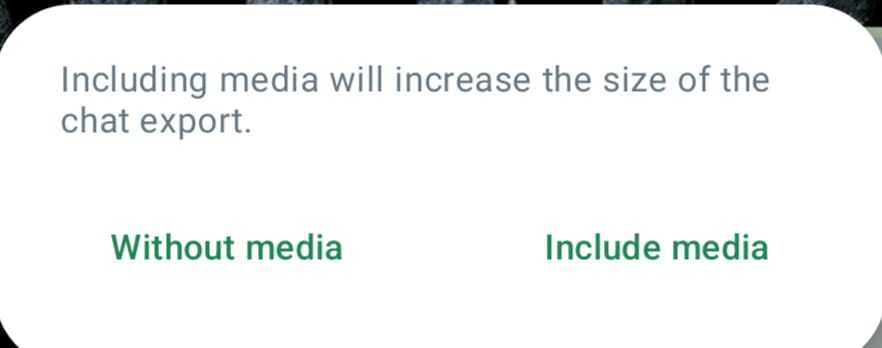 Including media will increase the size of the
chat export.
Without media
Include media